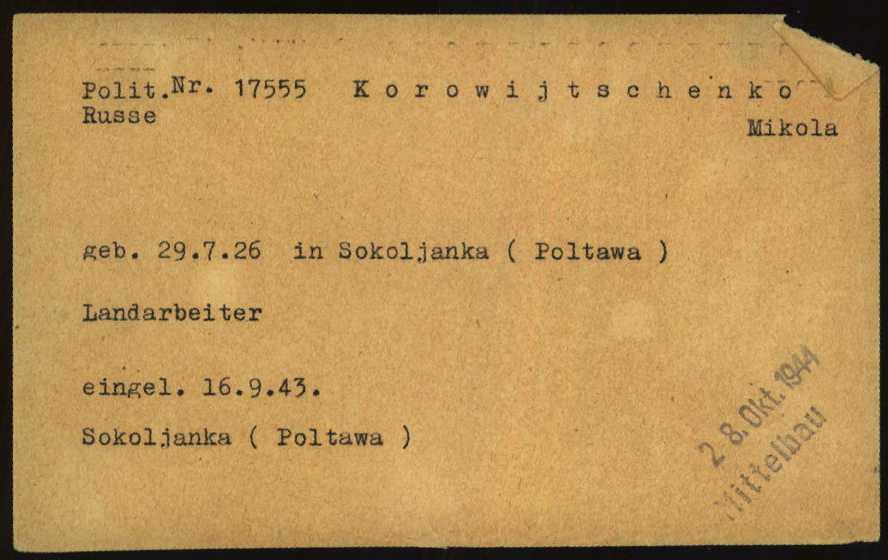 Polit. Nr. 17555 Korowijtschenko
Russe
Mikola
geb. 29.7.26 in Sokoljanka ( Poltawa )
Landarbeiter
eingel. 16.9.43.
Sokoljanka ( Poltawa )
28. Okt. 1944
Mittelbau